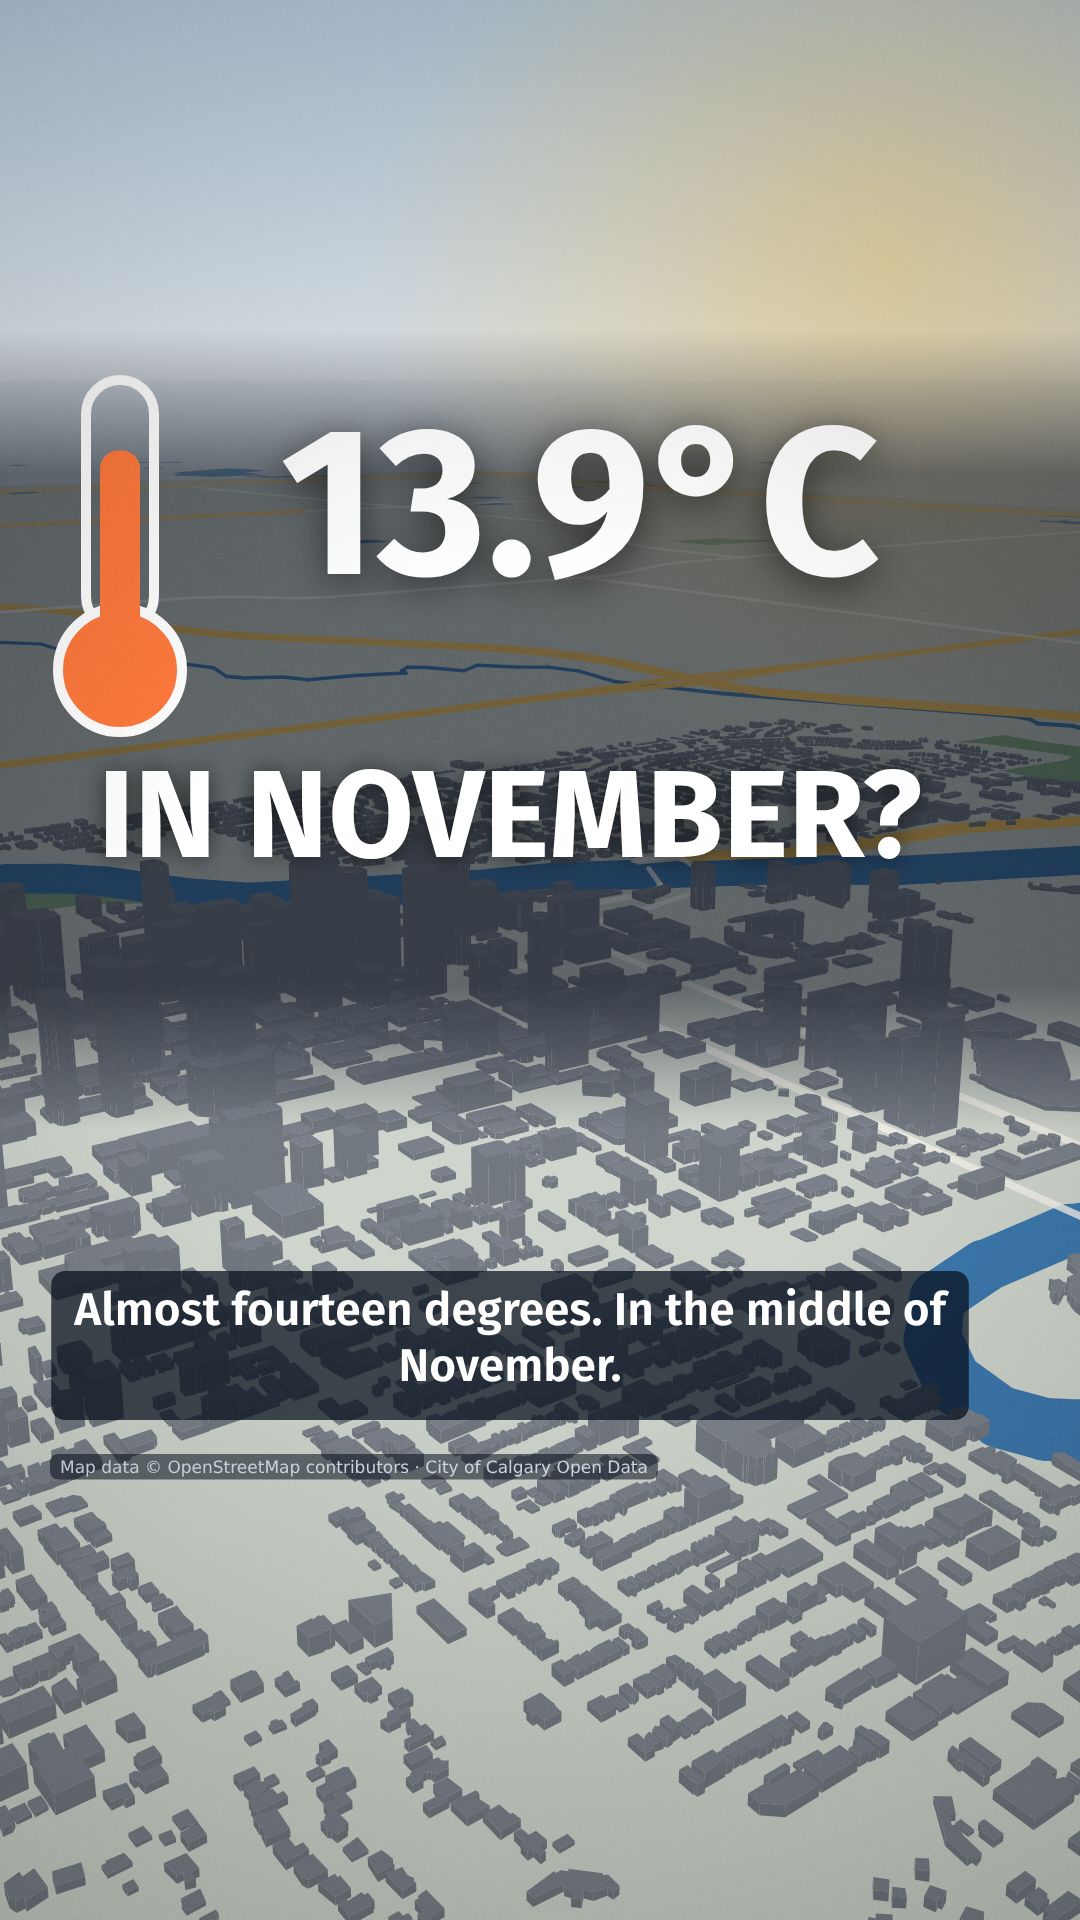 13.9°C
IN NOVEMBER?
Almost fourteen degrees. In the middle of
November.
Map data © OpenStreetMap contributors · City of Calgary Open Data